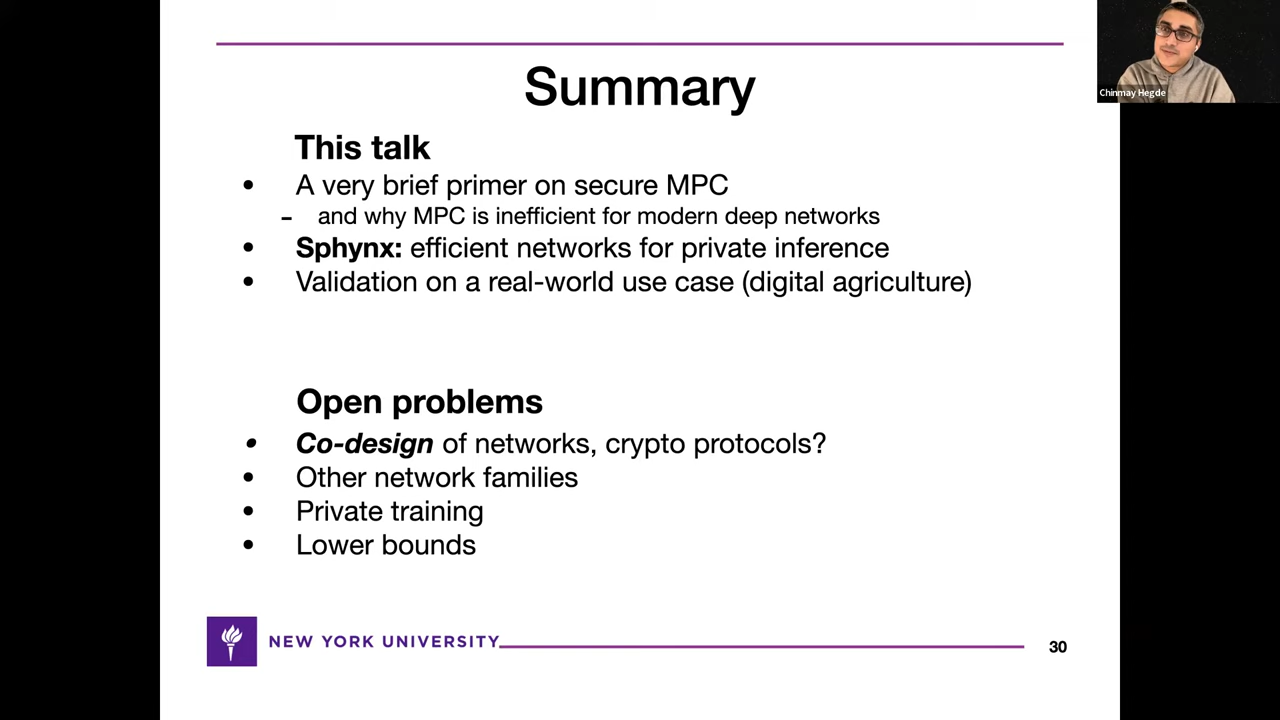 Summary
Chinmay Hegde
This talk
• A very brief primer on secure MPC
- and why MPC is inefficient for modern deep networks
• Sphynx: efficient networks for private inference
• Validation on a real-world use case (digital agriculture)
Open problems
• Co-design of networks, crypto protocols?
• Other network families
• Private training
• Lower bounds
NEW YORK UNIVERSITY
30